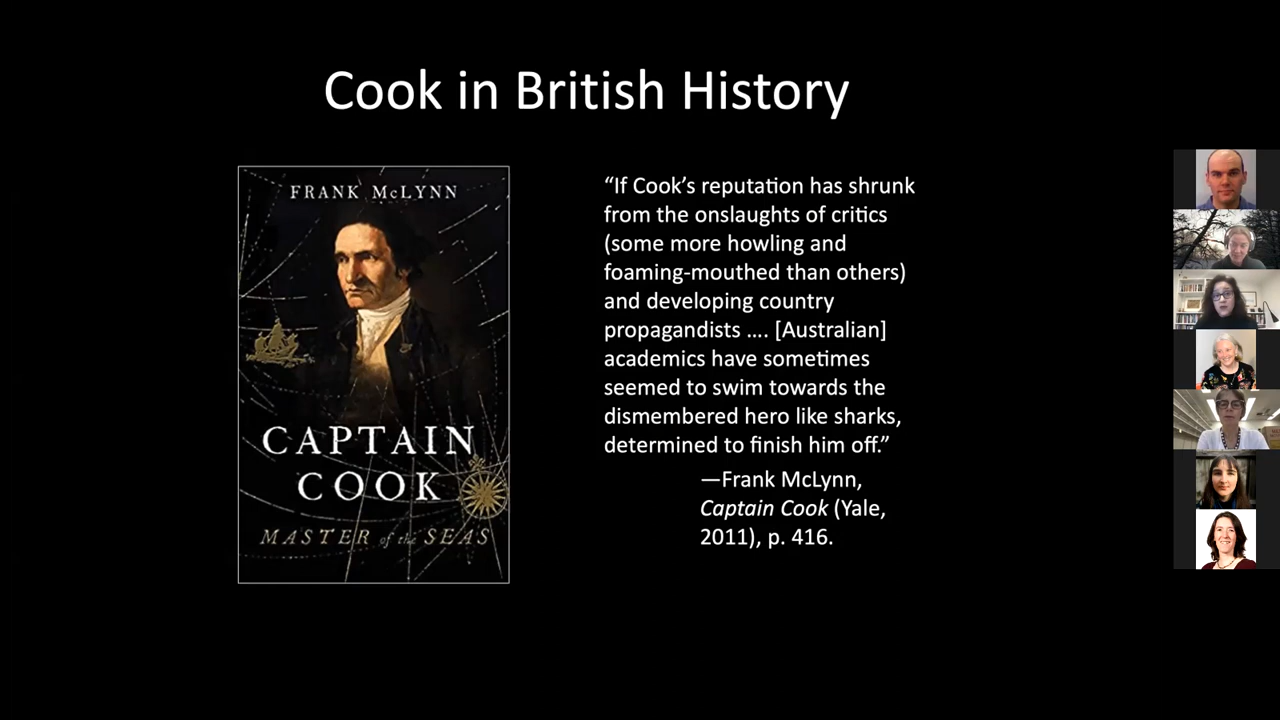 Cook in British History
FRANK McLYNN
CAPTAIN
COOK
MASTER of the SEAS
“If Cook’s reputation has shrunk
from the onslaughts of critics
(some more howling and
foaming-mouthed than others)
and developing country
propagandists .... [Australian]
academics have sometimes
seemed to swim towards the
dismembered hero like sharks,
determined to finish him off.”
—Frank McLynn,
Captain Cook (Yale,
2011), p. 416.